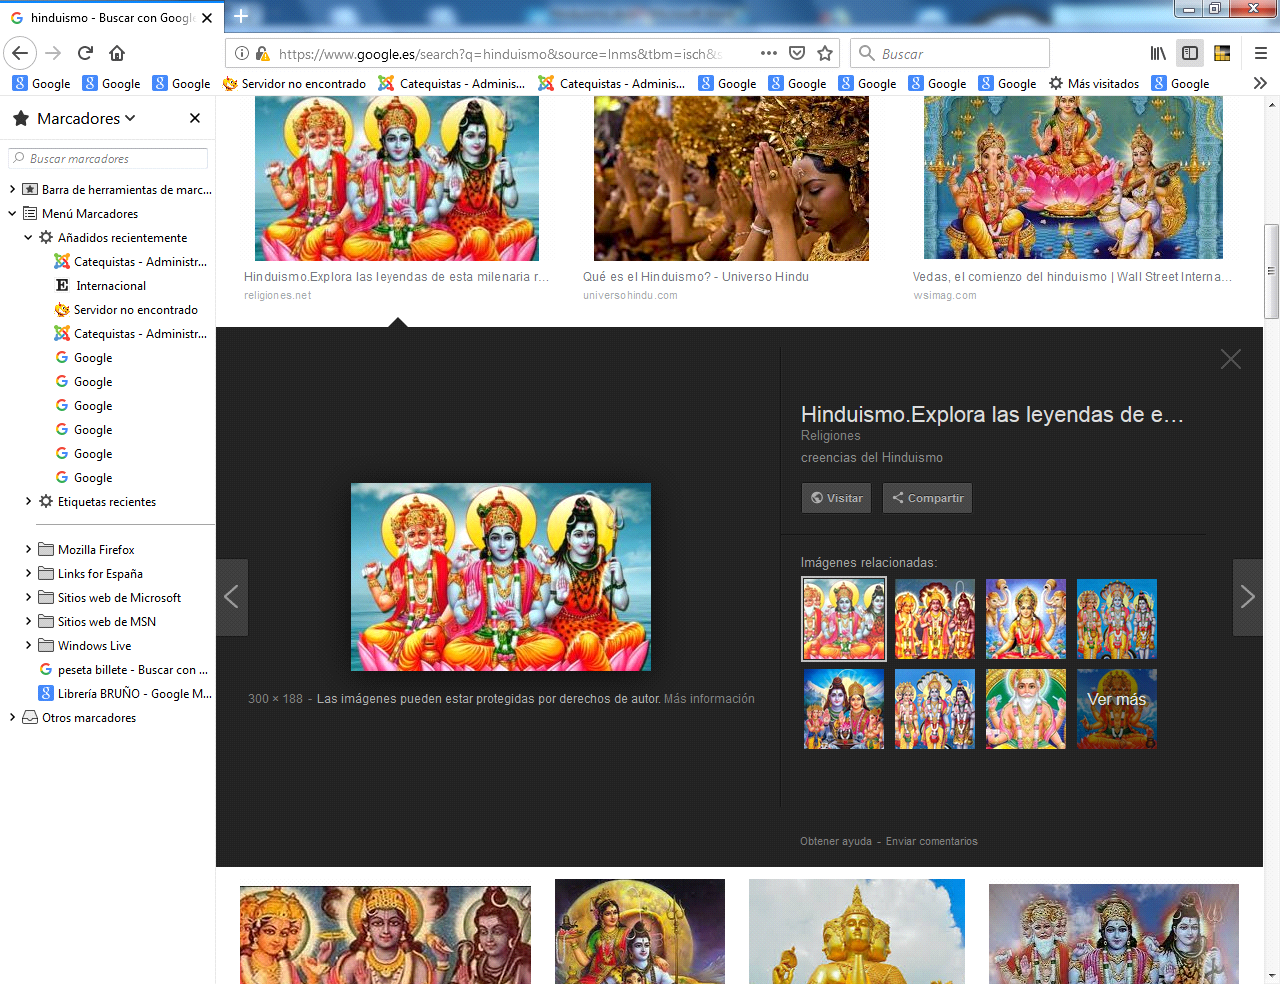 hinduismo - Buscar con Google
https://www.google.es/search?q=hinduismo&source=lnms&tbm=isch&s
Buscar
Google
Google
Google
Servidor no encontrado
Catequistas - Adminis...
Catequistas - Adminis...
Google
Google
Google
Google
Google
Más visitados
Google
Marcadores
Buscar marcadores
Barra de herramientas de marc...
Menú Marcadores
Añadidos recientemente
Catequistas - Administr...
E Internacional
Servidor no encontrado
Catequistas - Administr...
Google
Google
Google
Google
Google
Google
Etiquetas recientes
Mozilla Firefox
Links for España
Sitios web de Microsoft
Sitios web de MSN
Windows Live
peseta billete - Buscar con ...
Librería BRUÑO - Google M...
Otros marcadores
Hinduismo.Explora las leyendas de esta milenaria r...
religiones.net
Qué es el Hinduismo? - Universo Hindu
universohindu.com
Vedas, el comienzo del hinduismo | Wall Street Interna...
wsimag.com
300 × 188 - Las imágenes pueden estar protegidas por derechos de autor. Más información
Hinduismo.Explora las leyendas de e...
Religiones
creencias del Hinduismo
Visitar
Compartir
Imágenes relacionadas:
Ver más
Obtener ayuda - Enviar comentarios